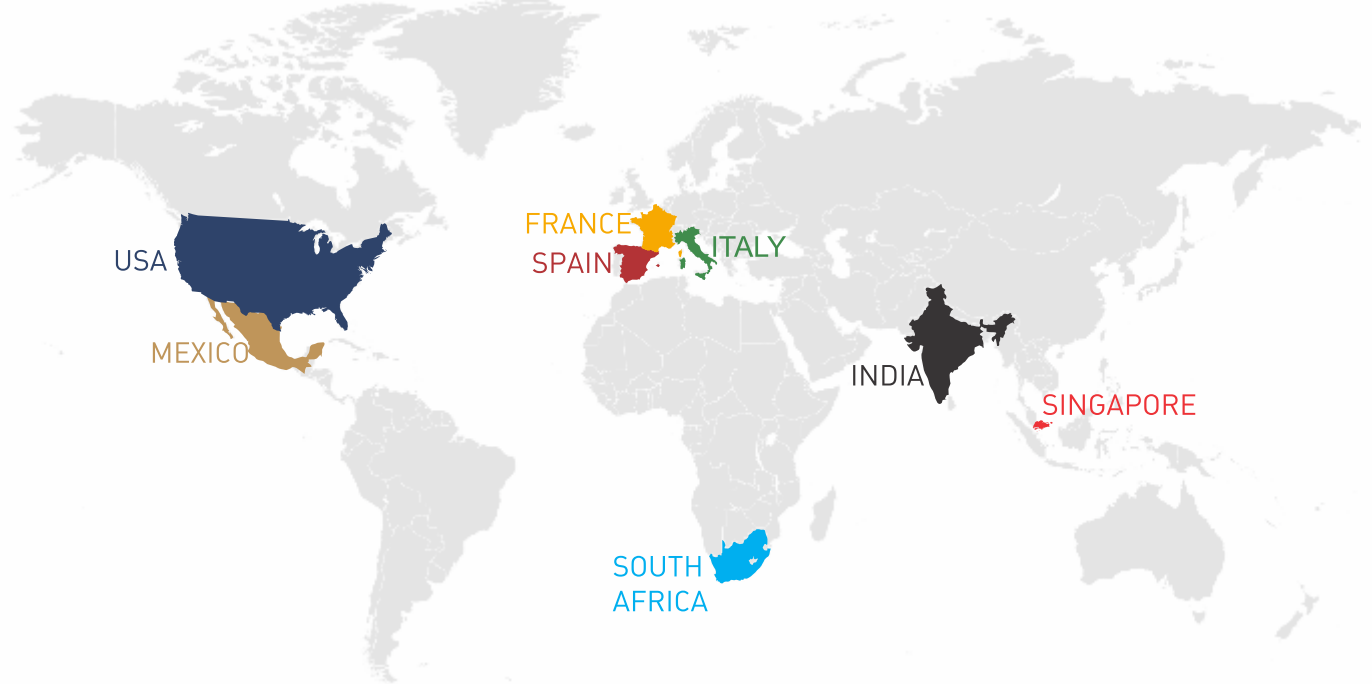 FRANCE
ITALY
USA
SPAIN
MEXICO
INDIA
SINGAPORE
SOUTH
AFRICA